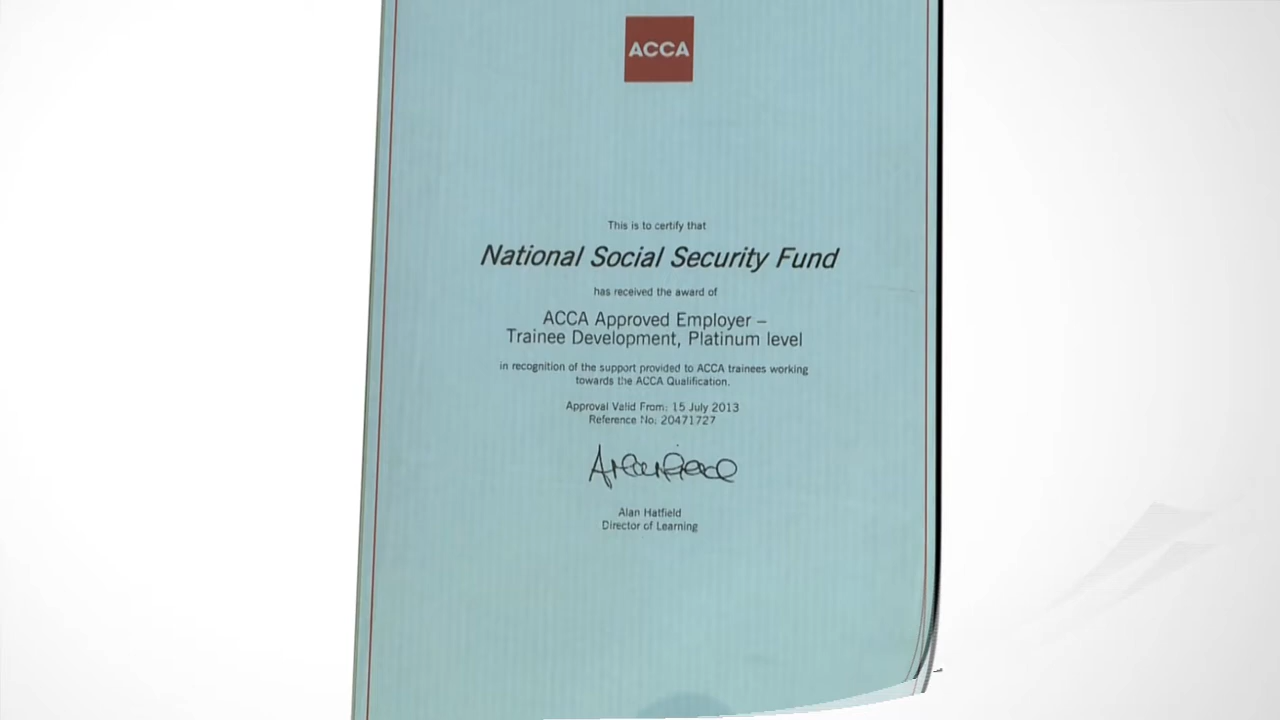 ACCA
This is to certify that
National Social Security Fund
has received the award of
ACCA Approved Employer –
Trainee Development, Platinum level
in recognition of the support provided to ACCA trainees working
towards the ACCA Qualification.
Approval Valid From: 15 July 2013
Reference No: 20471727
Alan Hatfield
Director of Learning